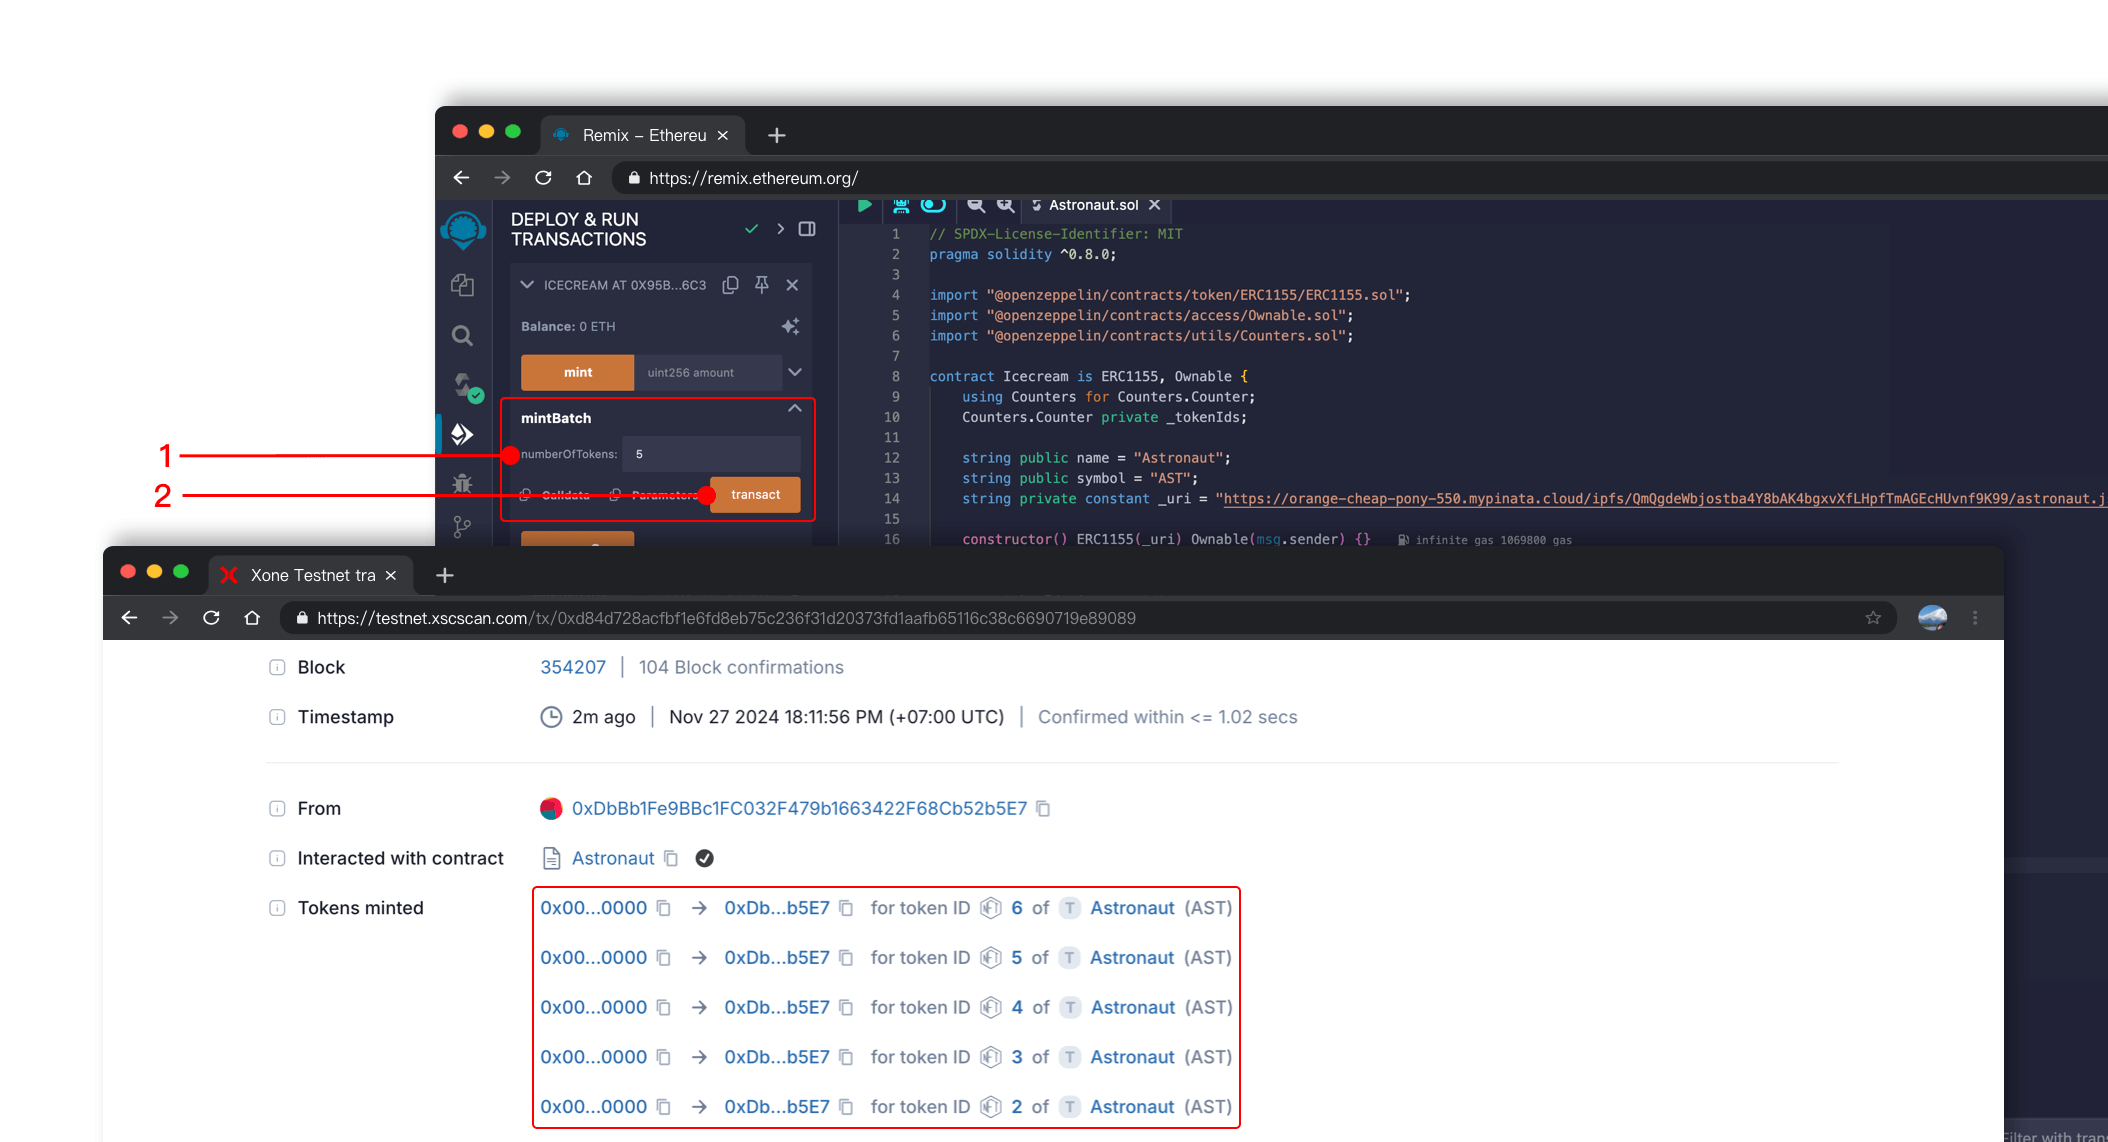 Remix – Ethereu
https://remix.ethereum.org/
DEPLOY & RUN
TRANSACTIONS
ICECREAM AT 0X95B...6C3
Balance: 0 ETH
mint
uint256 amount
mintBatch
numberOfTokens:
5
Calldata
Parameters
transact
1
2
Astronaut.sol
1 // SPDX-License-Identifier: MIT
2 pragma solidity ^0.8.0;
3
4 import "@openzeppelin/contracts/token/ERC1155/ERC1155.sol";
5 import "@openzeppelin/contracts/access/Ownable.sol";
6 import "@openzeppelin/contracts/utils/Counters.sol";
7
8 contract Icecream is ERC1155, Ownable {
9 using Counters for Counters.Counter;
10 Counters.Counter private _tokenIds;
11
12 string public name = "Astronaut";
13 string public symbol = "AST";
14 string private constant _uri = "https://orange-cheap-pony-550.mypinata.cloud/ipfs/QmQgdeWbjostba4Y8bAK4bgxvXfLHpfTmAGEcHUvnf9K99/astronaut.j
15
16 constructor() ERC1155(_uri) Ownable(msg.sender) {} infinite gas 1069800 gas
Xone Testnet tra
https://testnet.xscscan.com/tx/0xd84d728acfbf1e6fd8eb75c236f31d20373fd1aafb65116c38c6690719e89089
Block 354207 | 104 Block confirmations
Timestamp 2m ago | Nov 27 2024 18:11:56 PM (+07:00 UTC) | Confirmed within <= 1.02 secs
From 0xDbBb1Fe9BBc1FC032F479b1663422F68Cb52b5E7
Interacted with contract Astronaut
Tokens minted 0x00...0000 → 0xDb...b5E7 for token ID 6 of T Astronaut (AST)
0x00...0000 → 0xDb...b5E7 for token ID 5 of T Astronaut (AST)
0x00...0000 → 0xDb...b5E7 for token ID 4 of T Astronaut (AST)
0x00...0000 → 0xDb...b5E7 for token ID 3 of T Astronaut (AST)
0x00...0000 → 0xDb...b5E7 for token ID 2 of T Astronaut (AST)
Filter with tran